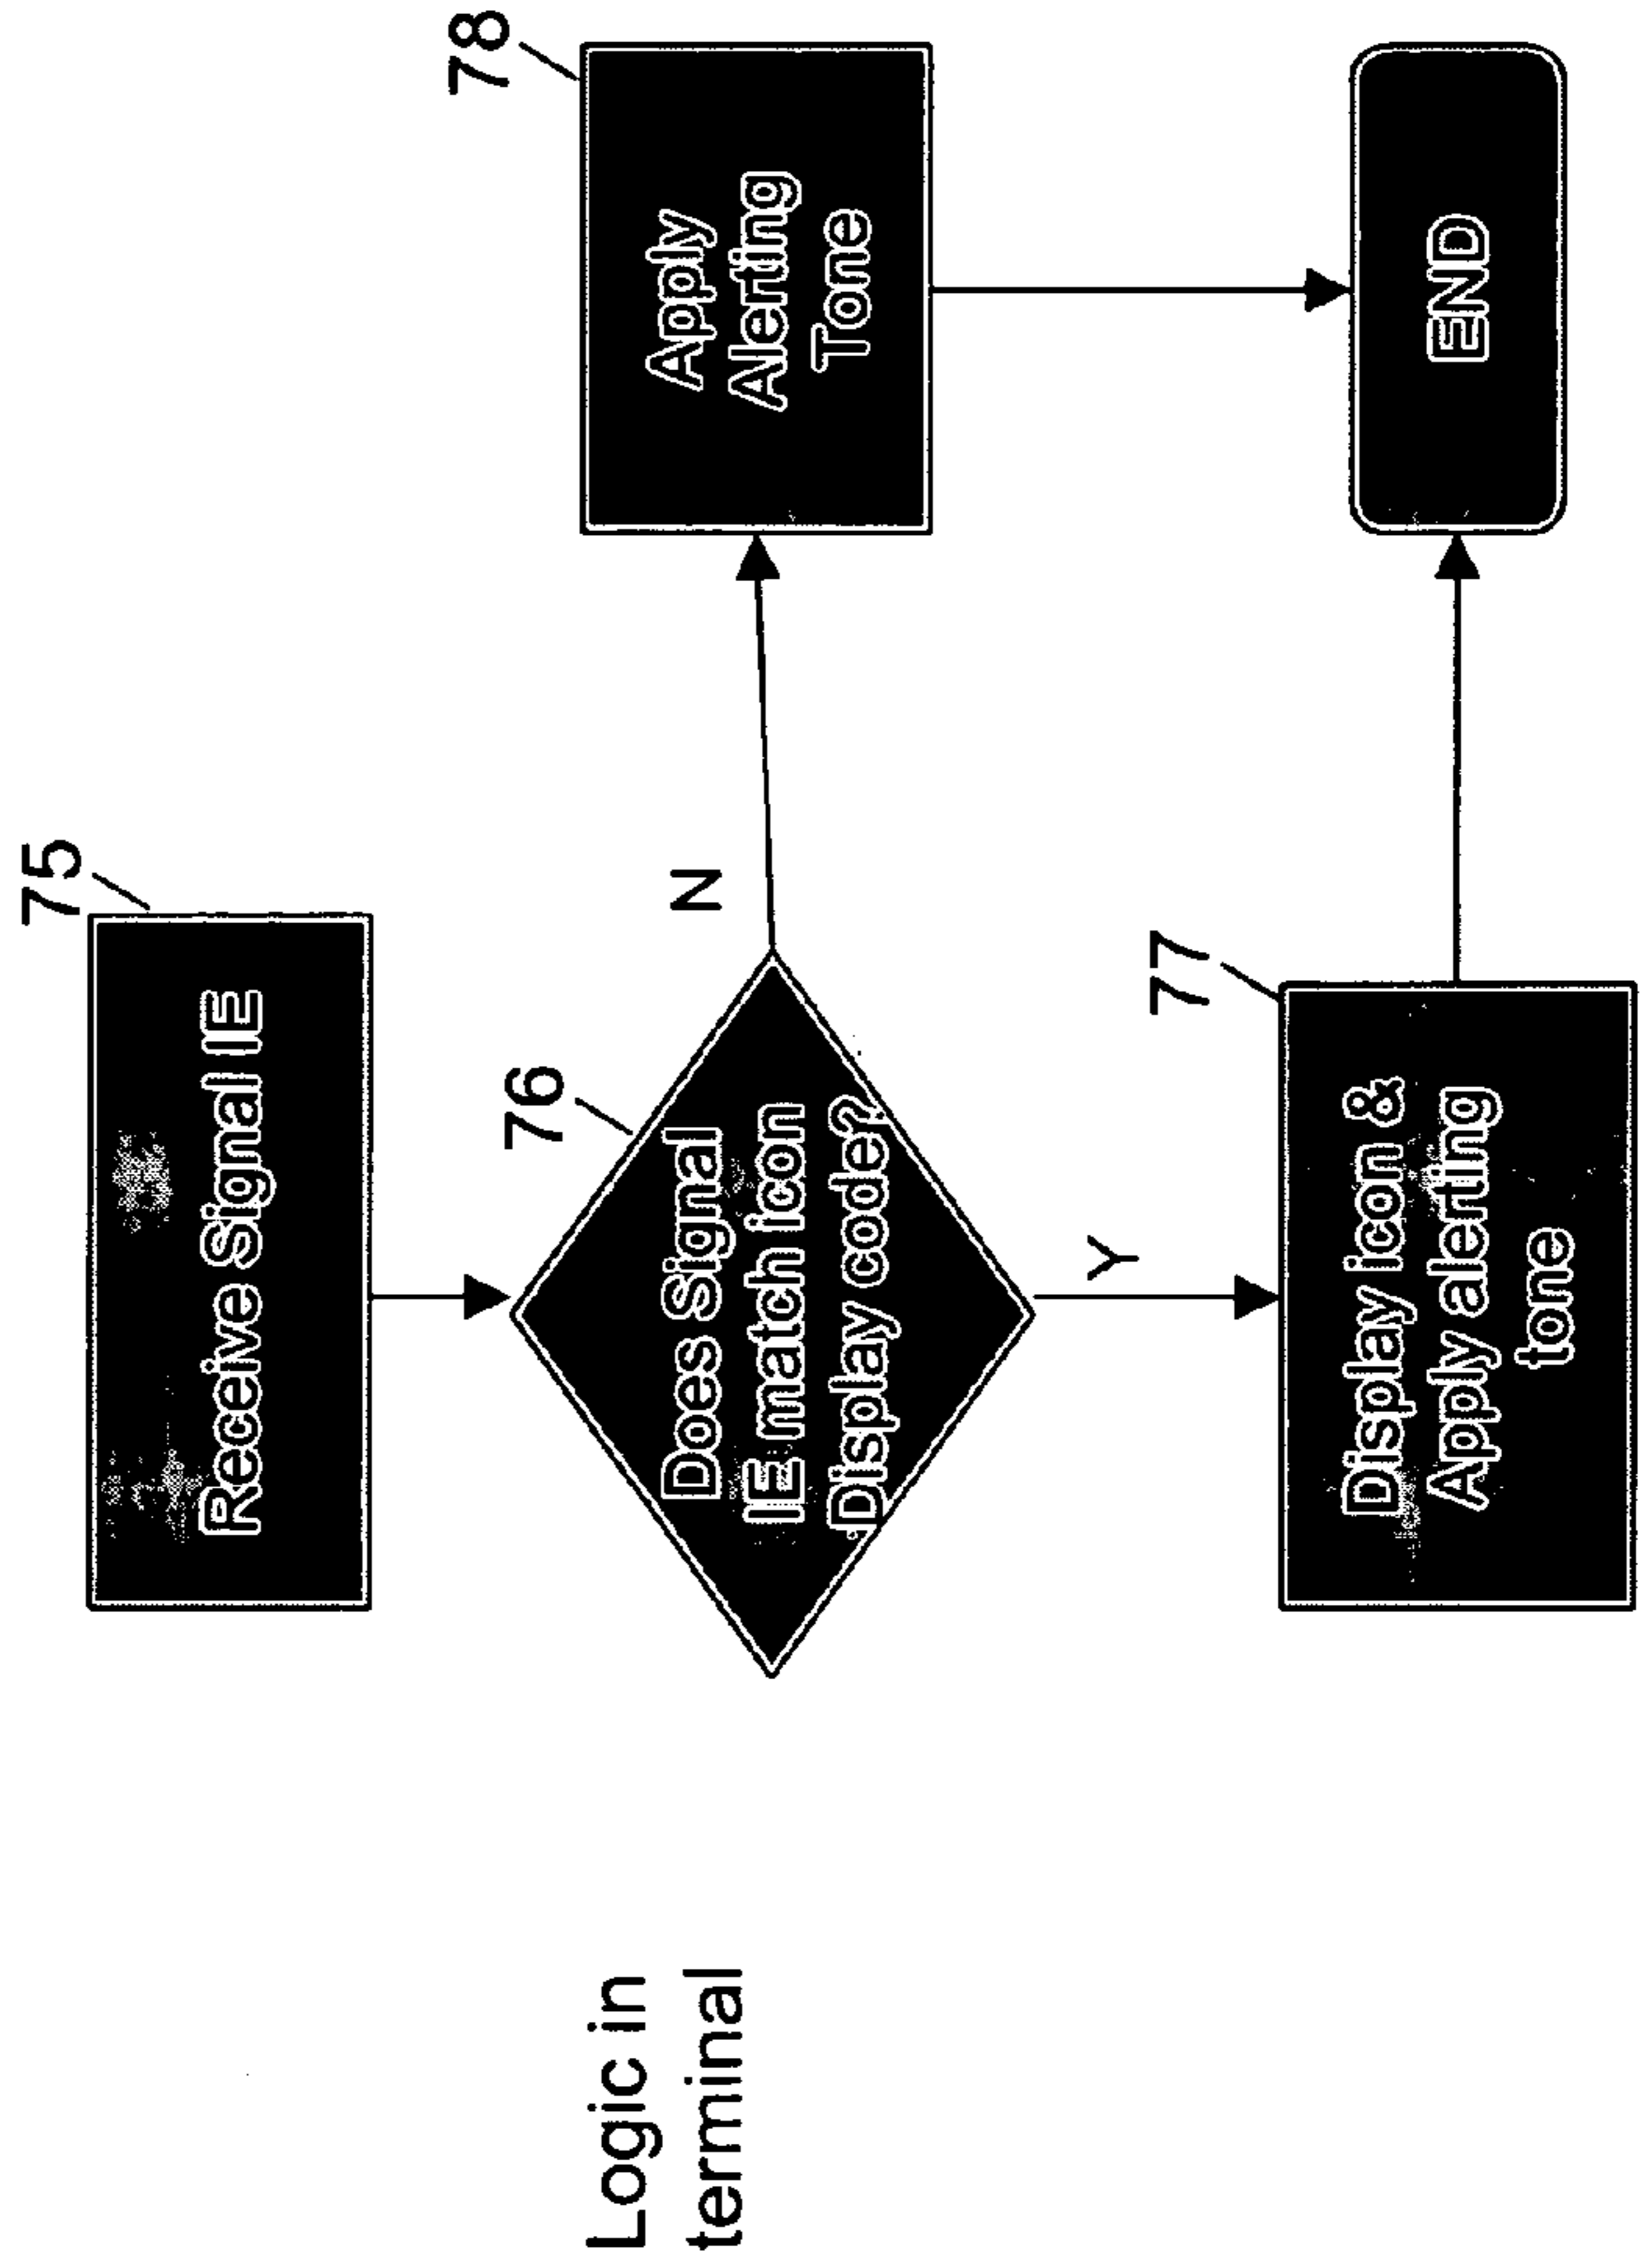 75
Receive Signal IE
76
Does Signal
IE match icon
Display code?
N
78
Apply
Alerting
Tone
Y
77
Display icon &
Apply alerting
tone
END
Logic in
terminal